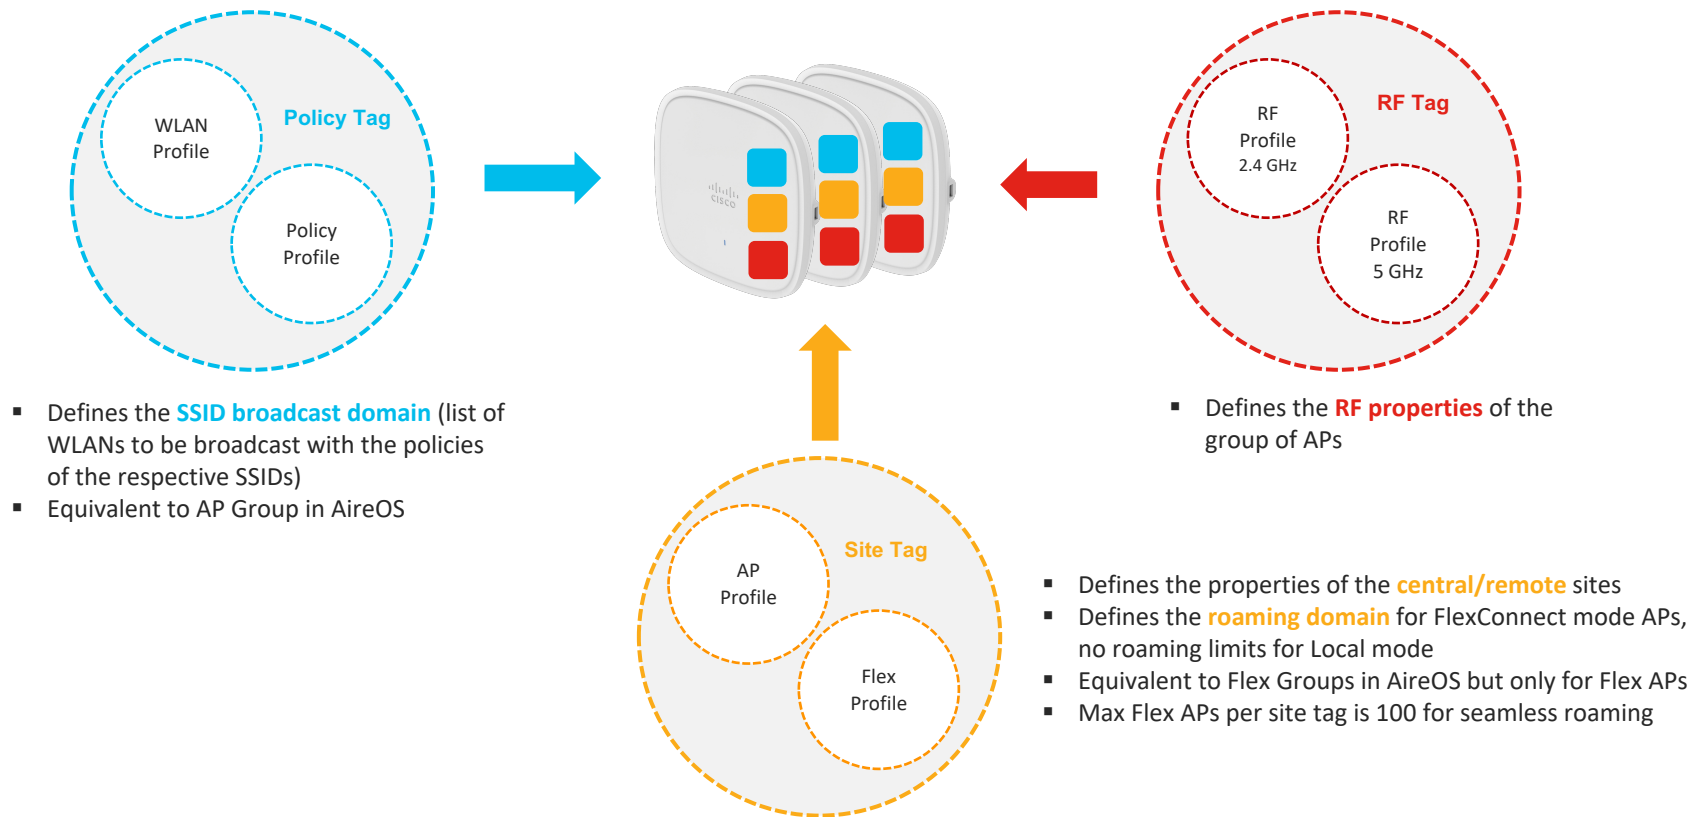 WLAN
Profile
Policy Tag
Policy
Profile
CISCO
RF
Profile
2.4 GHz
RF Tag
RF
Profile
5 GHz
▪ Defines the SSID broadcast domain (list of
WLANs to be broadcast with the policies
of the respective SSIDs)
▪ Equivalent to AP Group in AireOS
▪ Defines the RF properties of the
group of APs
AP
Profile
Site Tag
Flex
Profile
▪ Defines the properties of the central/remote sites
▪ Defines the roaming domain for FlexConnect mode APs,
no roaming limits for Local mode
▪ Equivalent to Flex Groups in AireOS but only for Flex APs
▪ Max Flex APs per site tag is 100 for seamless roaming